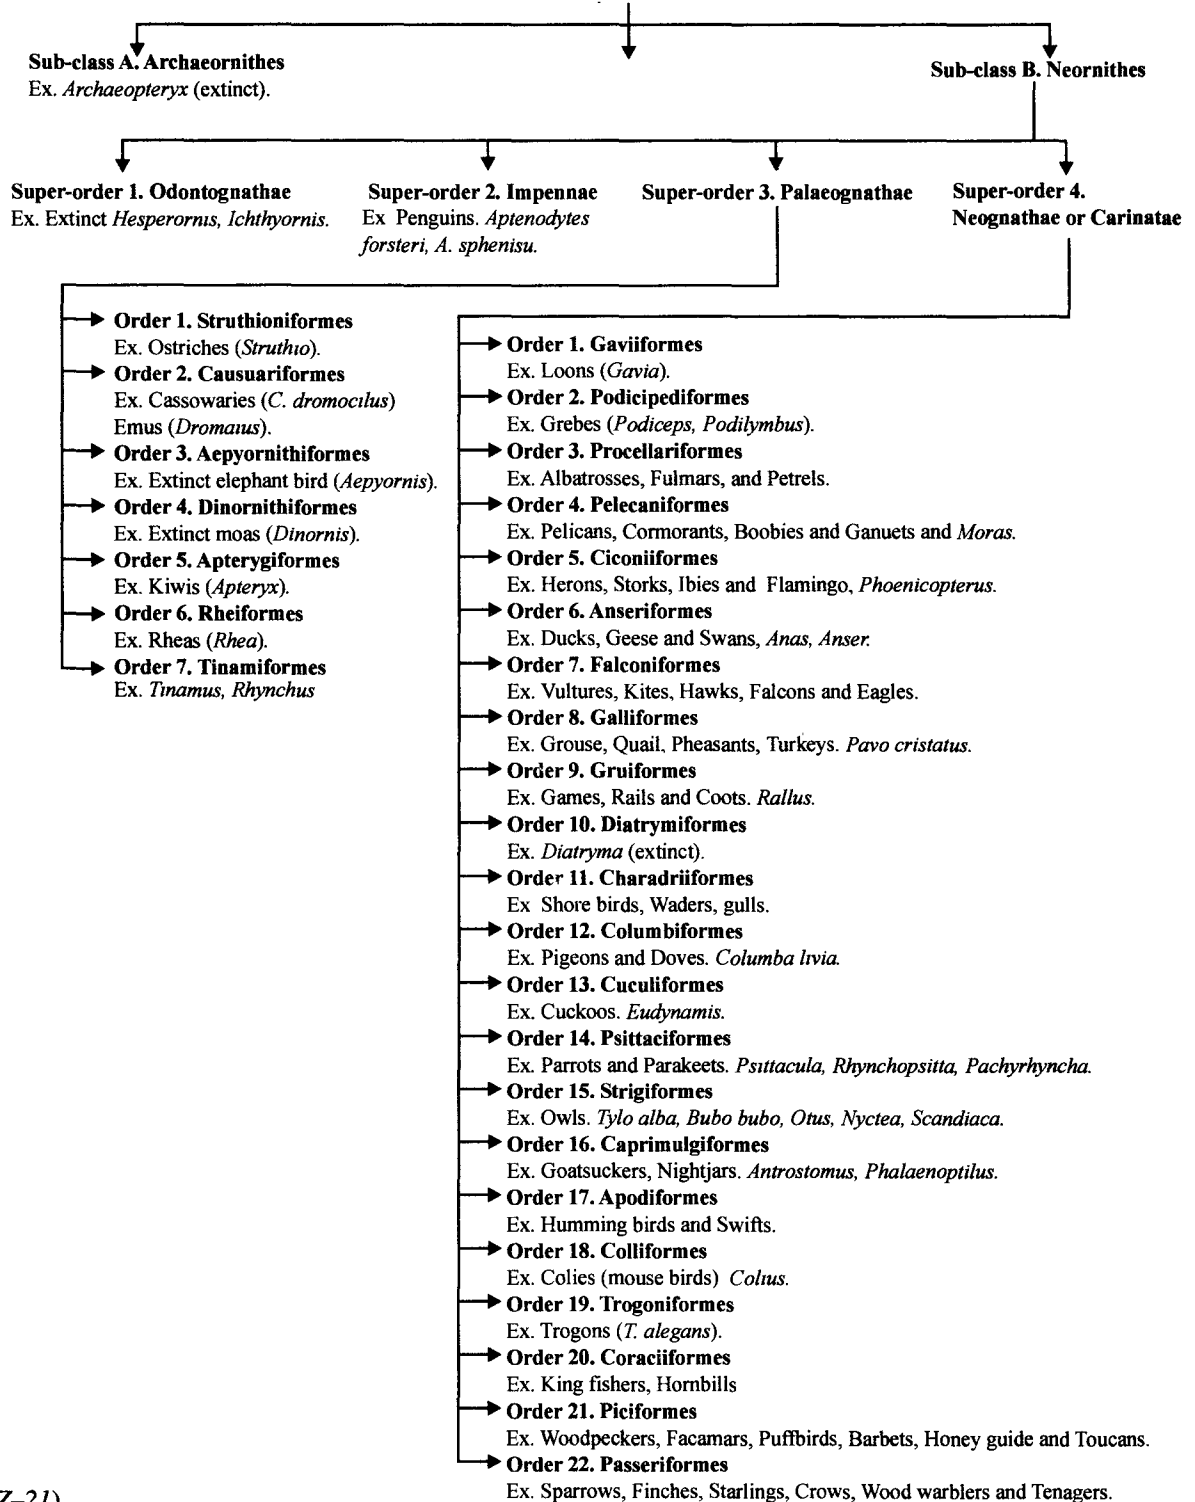 Sub-class A. Archaeornithes
Ex. Archaeopteryx (extinct).
Sub-class B. Neornithes
Super-order 1. Odontognathae
Ex. Extinct Hesperornis, Ichthyornis.
Super-order 2. Impennae
Ex Penguins. Aptenodytes
forsteri, A. sphenisu.
Super-order 3. Palaeognathae
Super-order 4.
Neognathae or Carinatae
Order 1. Struthioniformes
Ex. Ostriches (Struthio).
Order 2. Causuariformes
Ex. Cassowaries (C. dromocilus)
Emus (Dromaius).
Order 3. Aepyornithiformes
Ex. Extinct elephant bird (Aepyornis).
Order 4. Dinornithiformes
Ex. Extinct moas (Dinornis).
Order 5. Apterygiformes
Ex. Kiwis (Apteryx).
Order 6. Rheiformes
Ex. Rheas (Rhea).
Order 7. Tinamiformes
Ex. Tinamus, Rhynchus
Order 1. Gaviiformes
Ex. Loons (Gavia).
Order 2. Podicipediformes
Ex. Grebes (Podiceps, Podilymbus).
Order 3. Procellariformes
Ex. Albatrosses, Fulmars, and Petrels.
Order 4. Pelecaniformes
Ex. Pelicans, Cormorants, Boobies and Ganuets and Moras.
Order 5. Ciconiiformes
Ex. Herons, Storks, Ibies and Flamingo, Phoenicopterus.
Order 6. Anseriformes
Ex. Ducks, Geese and Swans, Anas, Anser.
Order 7. Falconiformes
Ex. Vultures, Kites, Hawks, Falcons and Eagles.
Order 8. Galliformes
Ex. Grouse, Quail, Pheasants, Turkeys. Pavo cristatus.
Order 9. Gruiformes
Ex. Games, Rails and Coots. Rallus.
Order 10. Diatrymiformes
Ex. Diatryma (extinct).
Order 11. Charadriiformes
Ex Shore birds, Waders, gulls.
Order 12. Columbiformes
Ex. Pigeons and Doves. Columba livia.
Order 13. Cuculiformes
Ex. Cuckoos. Eudynamis.
Order 14. Psittaciformes
Ex. Parrots and Parakeets. Psittacula, Rhynchopsitta, Pachyrhyncha.
Order 15. Strigiformes
Ex. Owls. Tylo alba, Bubo bubo, Otus, Nyctea, Scandiaca.
Order 16. Caprimulgiformes
Ex. Goatsuckers, Nightjars. Antrostomus, Phalaenoptilus.
Order 17. Apodiformes
Ex. Humming birds and Swifts.
Order 18. Colliformes
Ex. Colies (mouse birds) Colius.
Order 19. Trogoniformes
Ex. Trogons (T. alegans).
Order 20. Coraciiformes
Ex. King fishers, Hornbills
Order 21. Piciformes
Ex. Woodpeckers, Facamars, Puffbirds, Barbets, Honey guide and Toucans.
Order 22. Passeriformes
Ex. Sparrows, Finches, Starlings, Crows, Wood warblers and Tenagers.